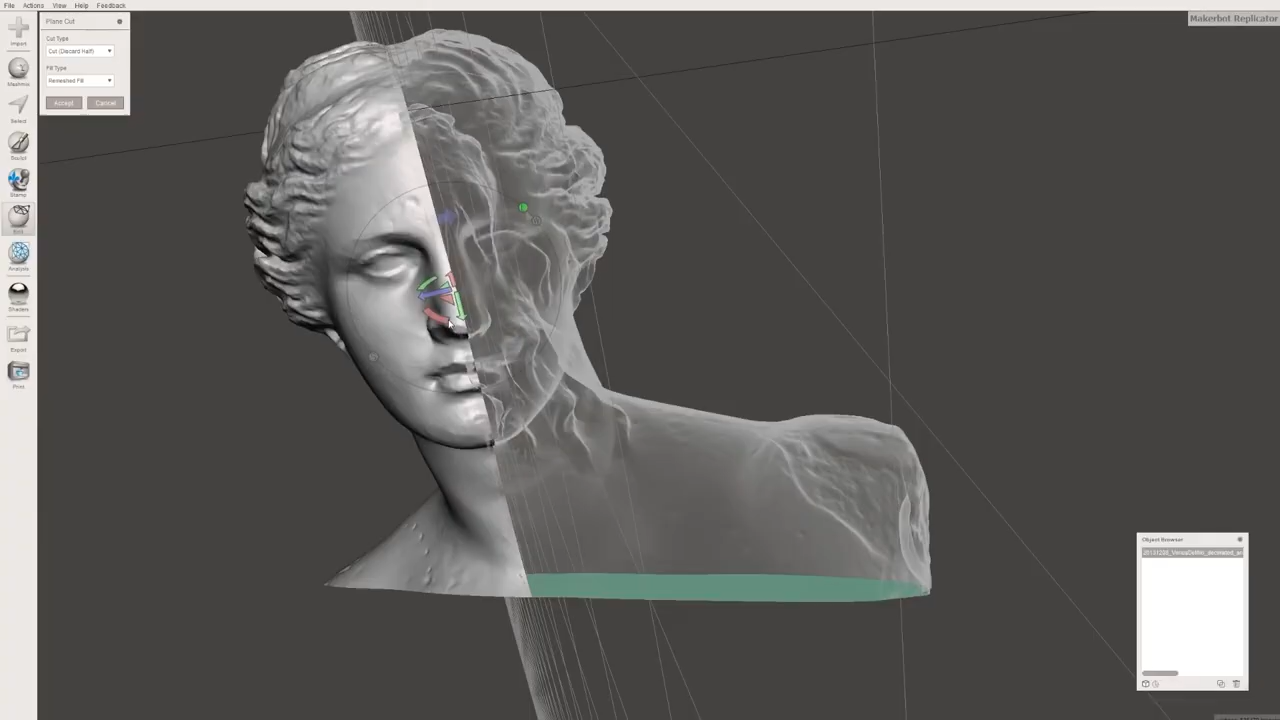 File Actions View Help Feedback
Makerbot Replicator
Plane Cut
Cut Type
Cut (Discard Half)
Fill Type
Remeshed Fill
Accept Cancel
Import
Meshmix
Select
Sculpt
Stamp
Edit
Analysis
Shaders
Export
Print
Object Browser